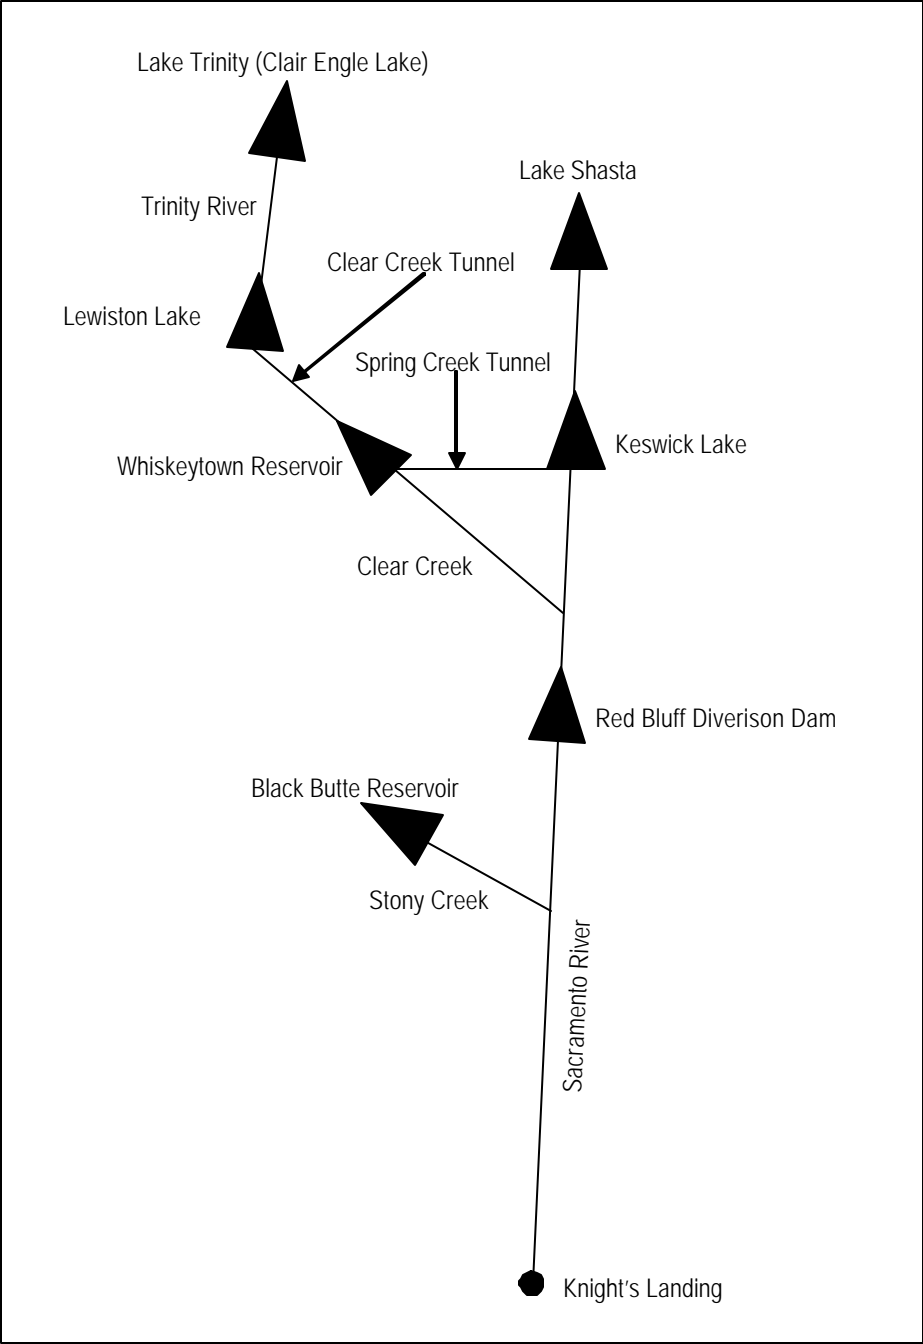 Lake Trinity (Clair Engle Lake)
Lake Shasta
Trinity River
Clear Creek Tunnel
Lewiston Lake
Spring Creek Tunnel
Keswick Lake
Whiskeytown Reservoir
Clear Creek
Red Bluff Diverison Dam
Black Butte Reservoir
Stony Creek
Sacramento River
Knight's Landing